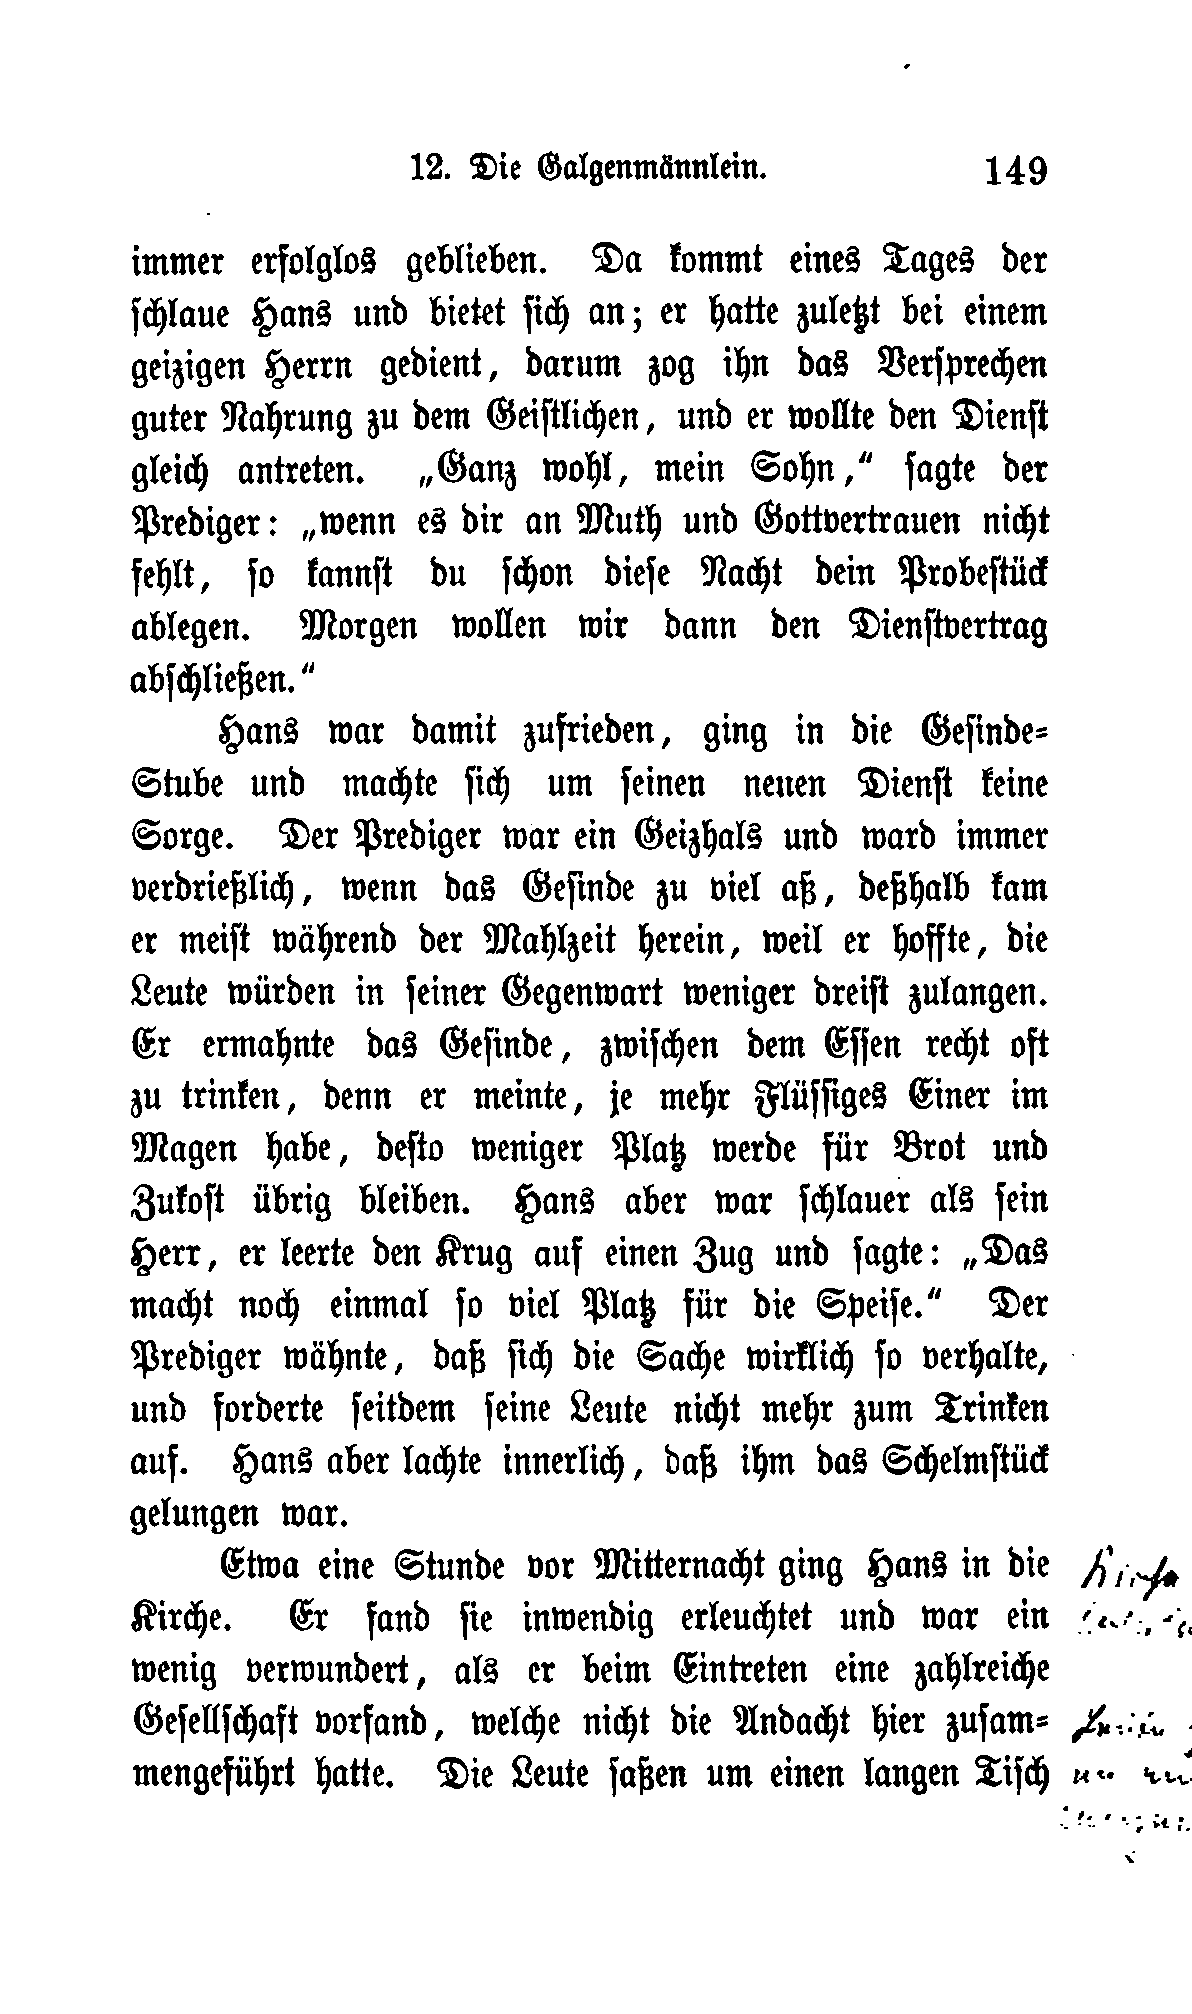 12. Die Galgenmännlein. 149
immer erfolglos geblieben. Da kommt eines Tages der
schlaue Hans und bietet sich an; er hatte zuletzt bei einem
geizigen Herrn gedient, darum zog ihn das Versprechen
guter Nahrung zu dem Geistlichen, und er wollte den Dienst
gleich antreten. „Ganz wohl, mein Sohn,“ sagte der
Prediger: „wenn es dir an Muth und Gottvertrauen nicht
fehlt, so kannst du schon diese Nacht dein Probestück
ablegen. Morgen wollen wir dann den Dienstvertrag
abschließen.“
Hans war damit zufrieden, ging in die Gesinde-
Stube und machte sich um seinen neuen Dienst keine
Sorge. Der Prediger war ein Geizhals und ward immer
verdrießlich, wenn das Gesinde zu viel aß, deßhalb kam
er meist während der Mahlzeit herein, weil er hoffte, die
Leute würden in seiner Gegenwart weniger dreist zulangen.
Er ermahnte das Gesinde, zwischen dem Essen recht oft
zu trinken, denn er meinte, je mehr Flüssiges Einer im
Magen habe, desto weniger Platz werde für Brot und
Zukost übrig bleiben. Hans aber war schlauer als sein
Herr, er leerte den Krug auf einen Zug und sagte: „Das
macht noch einmal so viel Platz für die Speise.“ Der
Prediger wähnte, daß sich die Sache wirklich so verhalte,
und forderte seitdem seine Leute nicht mehr zum Trinken
auf. Hans aber lachte innerlich, daß ihm das Schelmstück
gelungen war.
Etwa eine Stunde vor Mitternacht ging Hans in die
Kirche. Er fand sie inwendig erleuchtet und war ein
wenig verwundert, als er beim Eintreten eine zahlreiche
Gesellschaft vorfand, welche nicht die Andacht hier zusam-
mengeführt hatte. Die Leute saßen um einen langen Tisch